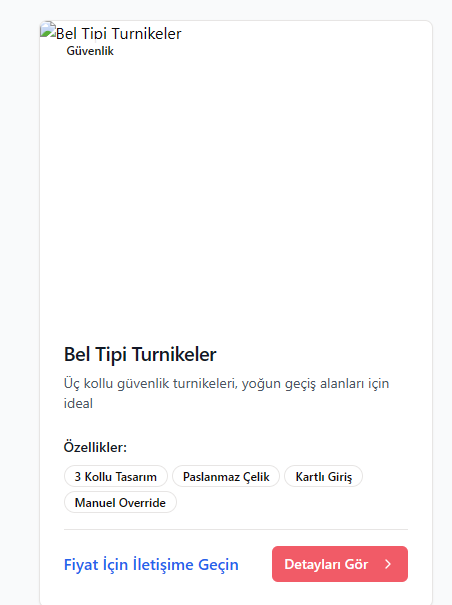 Bel Tipi Turnikeler
Güvenlik
Bel Tipi Turnikeler
Üç kollu güvenlik turnikeleri, yoğun geçiş alanları için
ideal
Özellikler:
3 Kollu Tasarım Paslanmaz Çelik Kartlı Giriş
Manuel Override
Fiyat İçin İletişime Geçin Detayları Gör